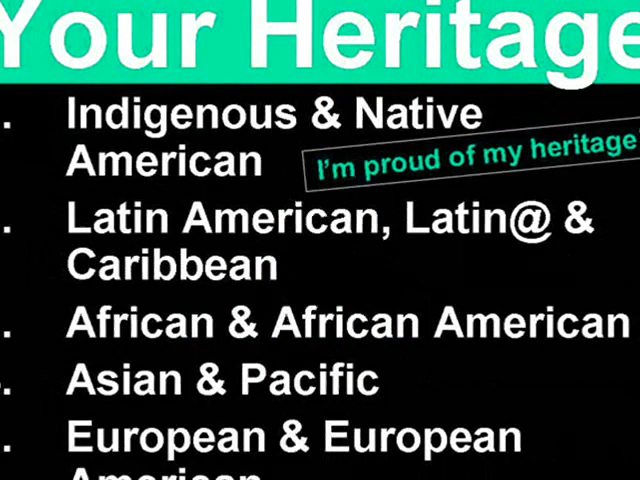 Your Heritage
. Indigenous & Native
American
I'm proud of my heritage
. Latin American, Latin@ &
Caribbean
. African & African American
. Asian & Pacific
. European & European
American